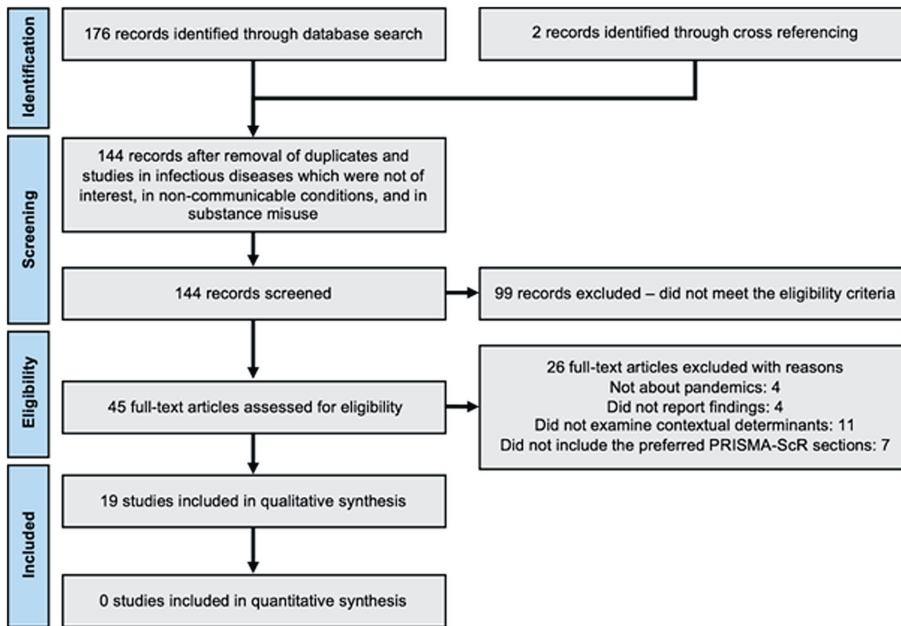 Identification
176 records identified through database search
2 records identified through cross referencing
Screening
144 records after removal of duplicates and
studies in infectious diseases which were not of
interest, in non-communicable conditions, and in
substance misuse
144 records screened
99 records excluded – did not meet the eligibility criteria
Eligibility
45 full-text articles assessed for eligibility
26 full-text articles excluded with reasons
Not about pandemics: 4
Did not report findings: 4
Did not examine contextual determinants: 11
Did not include the preferred PRISMA-ScR sections: 7
Included
19 studies included in qualitative synthesis
0 studies included in quantitative synthesis